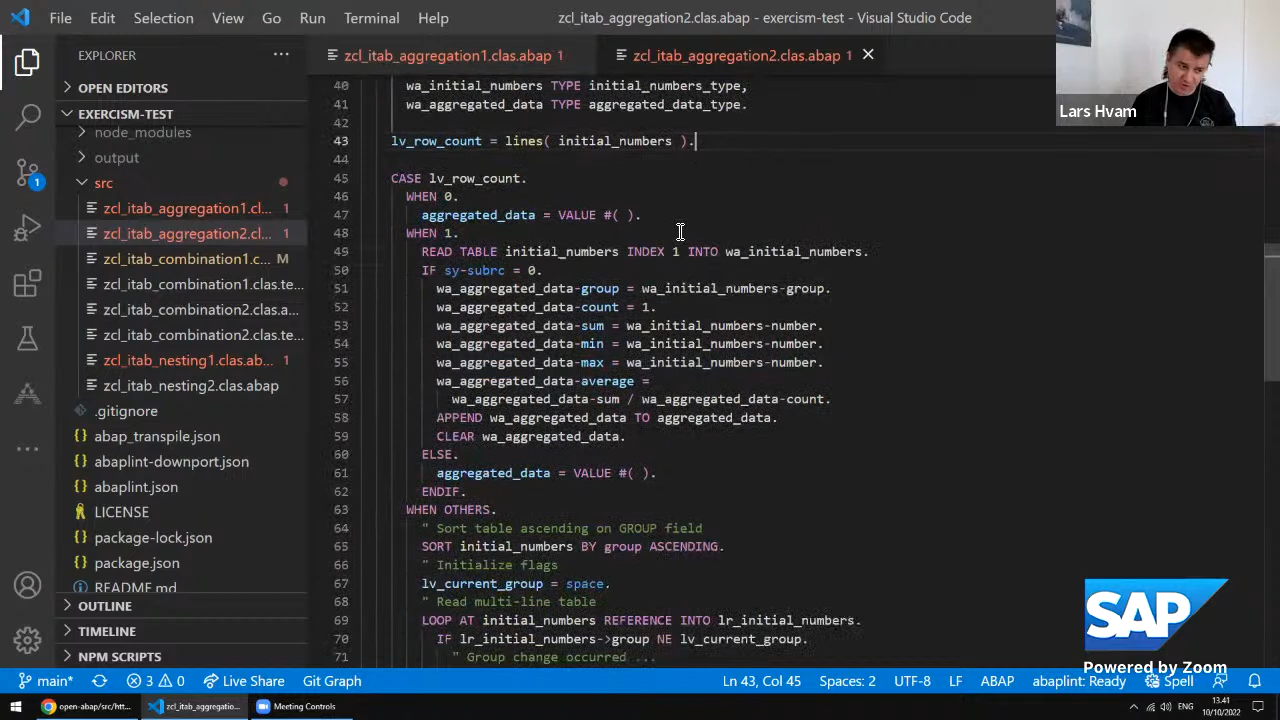 File Edit Selection View Go Run Terminal Help
zcl_itab_aggregation2.clas.abap - exercism-test - Visual Studio Code
EXPLORER
zcl_itab_aggregation1.clas.abap 1
zcl_itab_aggregation2.clas.abap 1
OPEN EDITORS
EXERCISM-TEST
node_modules
output
src
zcl_itab_aggregation1.cl... 1
zcl_itab_aggregation2.cl... 1
zcl_itab_combination1.c... M
zcl_itab_combination1.clas.te...
zcl_itab_combination2.clas.a...
zcl_itab_combination2.clas.te...
zcl_itab_nesting1.clas.ab... 1
zcl_itab_nesting2.clas.abap
.gitignore
abap_transpile.json
abaplint-downport.json
abaplint.json
LICENSE
package-lock.json
package.json
README.md
OUTLINE
TIMELINE
NPM SCRIPTS
1
40 wa_initial_numbers TYPE initial_numbers_type,
41 wa_aggregated_data TYPE aggregated_data_type.
42
43 lv_row_count = lines( initial_numbers ).
44
45 CASE lv_row_count.
46 WHEN 0.
47 aggregated_data = VALUE #( ).
48 WHEN 1.
49 READ TABLE initial_numbers INDEX 1 INTO wa_initial_numbers.
50 IF sy-subrc = 0.
51 wa_aggregated_data-group = wa_initial_numbers-group.
52 wa_aggregated_data-count = 1.
53 wa_aggregated_data-sum = wa_initial_numbers-number.
54 wa_aggregated_data-min = wa_initial_numbers-number.
55 wa_aggregated_data-max = wa_initial_numbers-number.
56 wa_aggregated_data-average =
57 wa_aggregated_data-sum / wa_aggregated_data-count.
58 APPEND wa_aggregated_data TO aggregated_data.
59 CLEAR wa_aggregated_data.
60 ELSE.
61 aggregated_data = VALUE #( ).
62 ENDIF.
63 WHEN OTHERS.
64 " Sort table ascending on GROUP field
65 SORT initial_numbers BY group ASCENDING.
66 " Initialize flags
67 lv_current_group = space.
68 " Read multi-line table
69 LOOP AT initial_numbers REFERENCE INTO lr_initial_numbers.
70 IF lr_initial_numbers->group NE lv_current_group.
71 " Group change occurred ...
Lars Hvam
SAP
Powered by Zoom
main* 3 0 Live Share Git Graph
Ln 43, Col 45 Spaces: 2 UTF-8 LF ABAP abaplint: Ready Spell
open-abap/src/htt... zcl_itab_aggregatio... Meeting Controls
ENG
13.41
10/10/2022